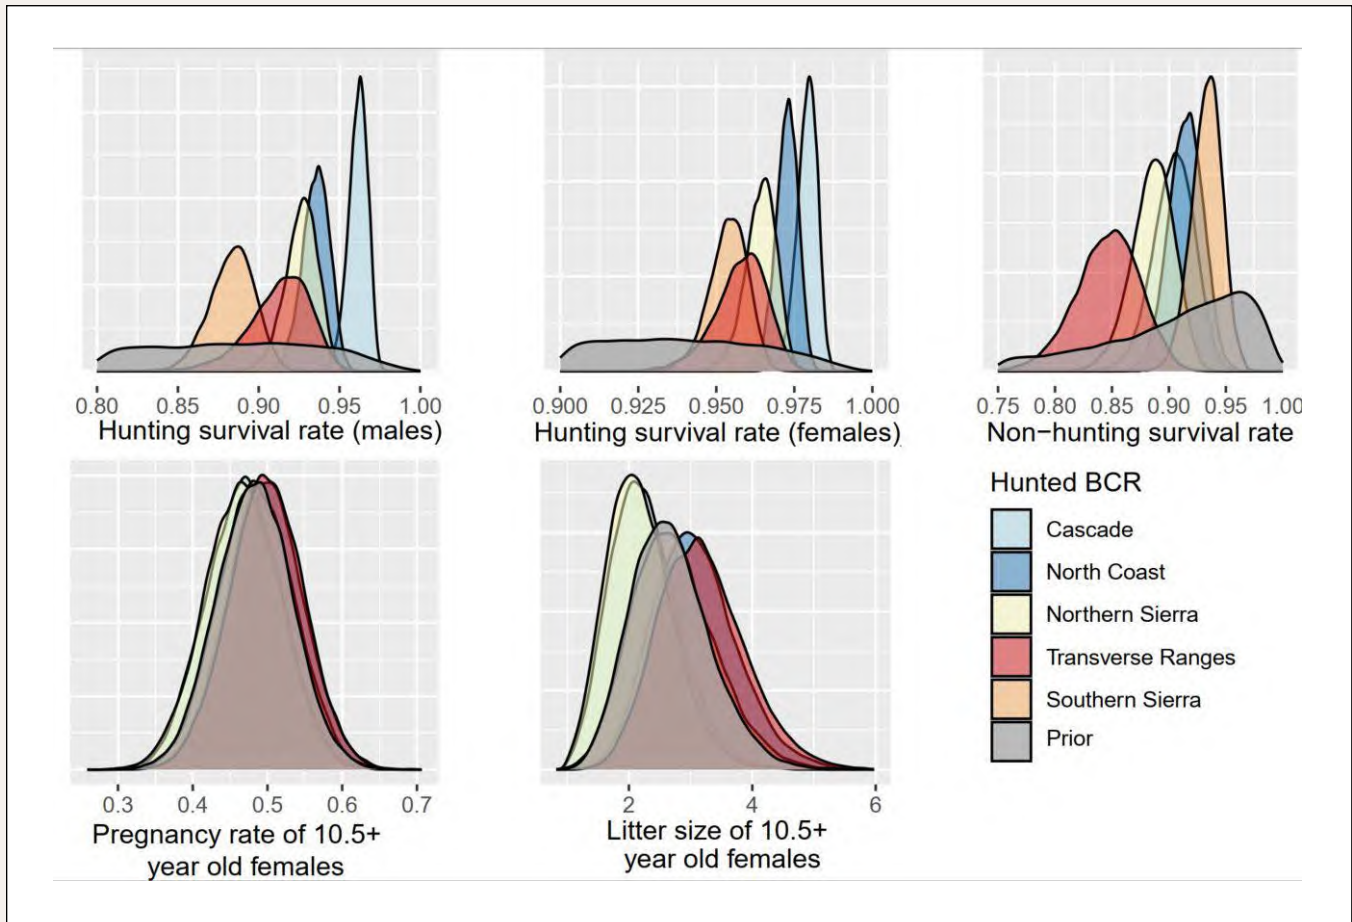 0.80 0.85 0.90 0.95 1.00
Hunting survival rate (males)
0.900 0.925 0.950 0.975 1.000
Hunting survival rate (females)
0.75 0.80 0.85 0.90 0.95 1.00
Non−hunting survival rate
0.3 0.4 0.5 0.6 0.7
Pregnancy rate of 10.5+
year old females
2 4 6
Litter size of 10.5+
year old females
Hunted BCR
Cascade
North Coast
Northern Sierra
Transverse Ranges
Southern Sierra
Prior